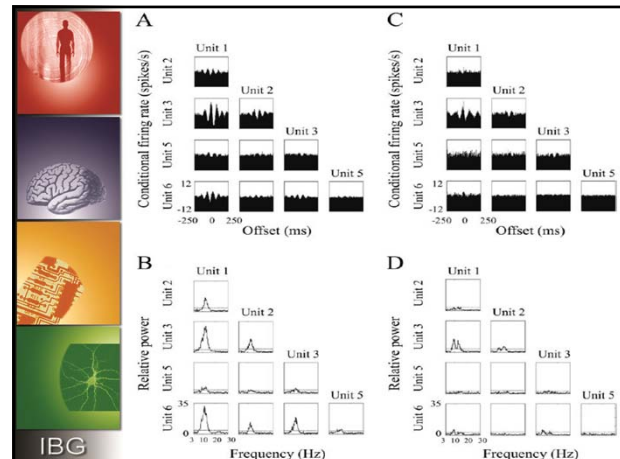 A
Unit 1
Unit 2
Unit 2
Unit 3
Unit 3
Unit 5
Unit 5
Unit 6
12
-12
-250 0 250
Conditional firing rate (spikes/s)
Offset (ms)
C
Unit 1
Unit 2
Unit 2
Unit 3
Unit 3
Unit 5
Unit 5
Unit 6
12
-12
-250 0 250
Conditional firing rate (spikes/s)
Offset (ms)
B
Unit 1
Unit 2
Unit 2
Unit 3
Unit 3
Unit 5
Unit 5
Unit 6
35
0
3 10 20 30
Relative power
Frequency (Hz)
D
Unit 1
Unit 2
Unit 2
Unit 3
Unit 3
Unit 5
Unit 5
Unit 6
35
0
3 10 20 30
Relative power
Frequency (Hz)
IBG